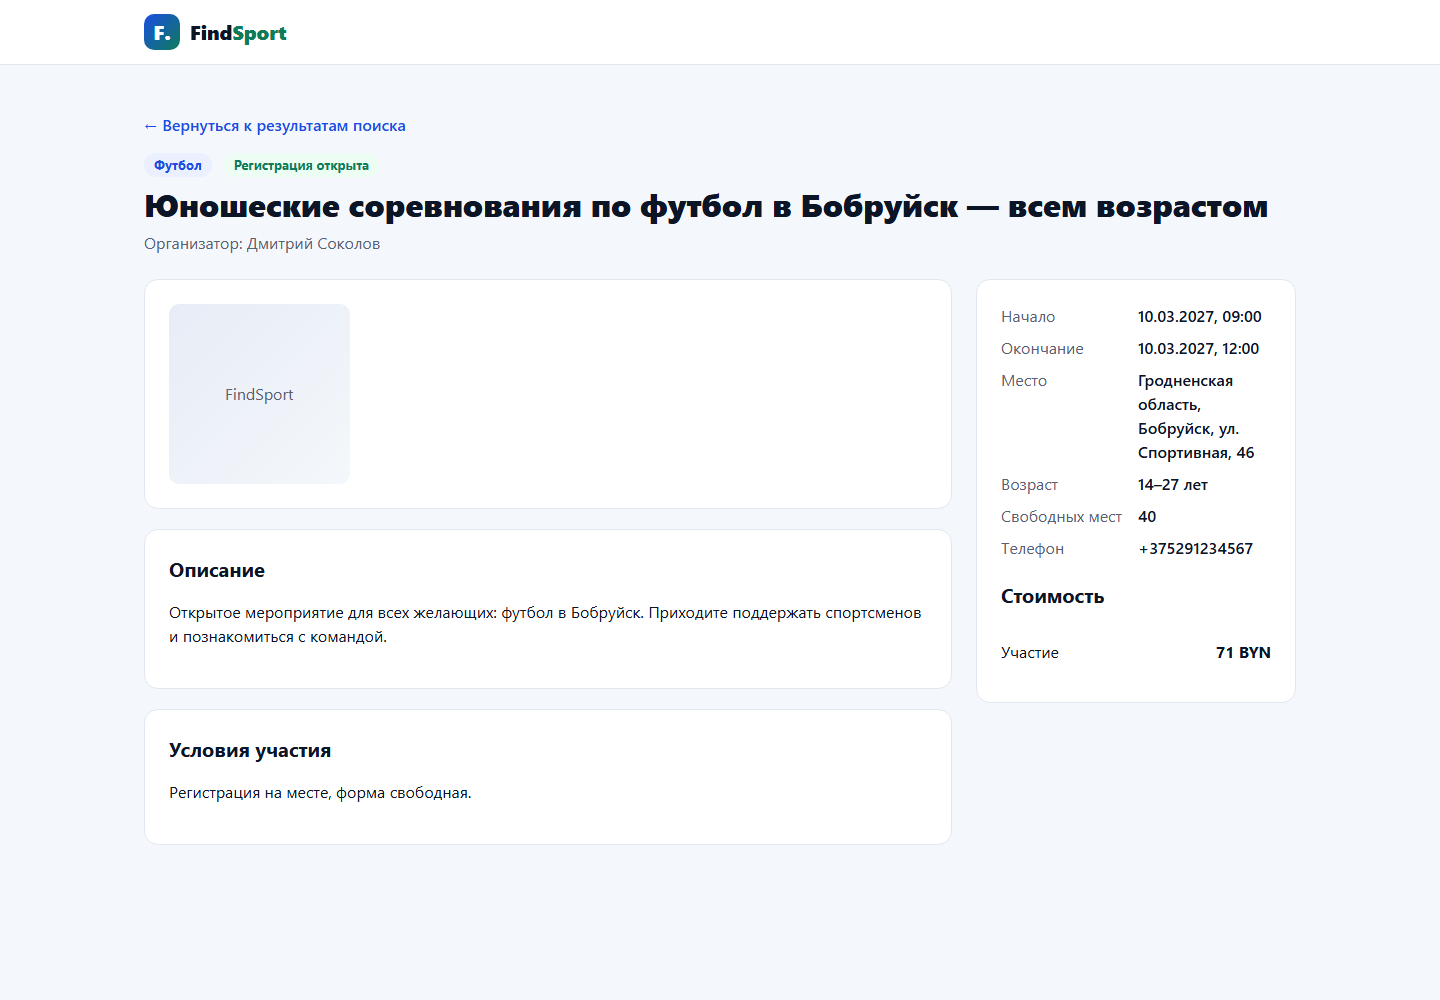 F. FindSport
← Вернуться к результатам поиска
Футбол Регистрация открыта
Юношеские соревнования по футбол в Бобруйск — всем возрастом
Организатор: Дмитрий Соколов
FindSport
Описание
Открытое мероприятие для всех желающих: футбол в Бобруйск. Приходите поддержать спортсменов
и познакомиться с командой.
Условия участия
Регистрация на месте, форма свободная.
Начало 10.03.2027, 09:00
Окончание 10.03.2027, 12:00
Место Гродненская
область,
Бобруйск, ул.
Спортивная, 46
Возраст 14–27 лет
Свободных мест 40
Телефон +375291234567
Стоимость
Участие 71 BYN